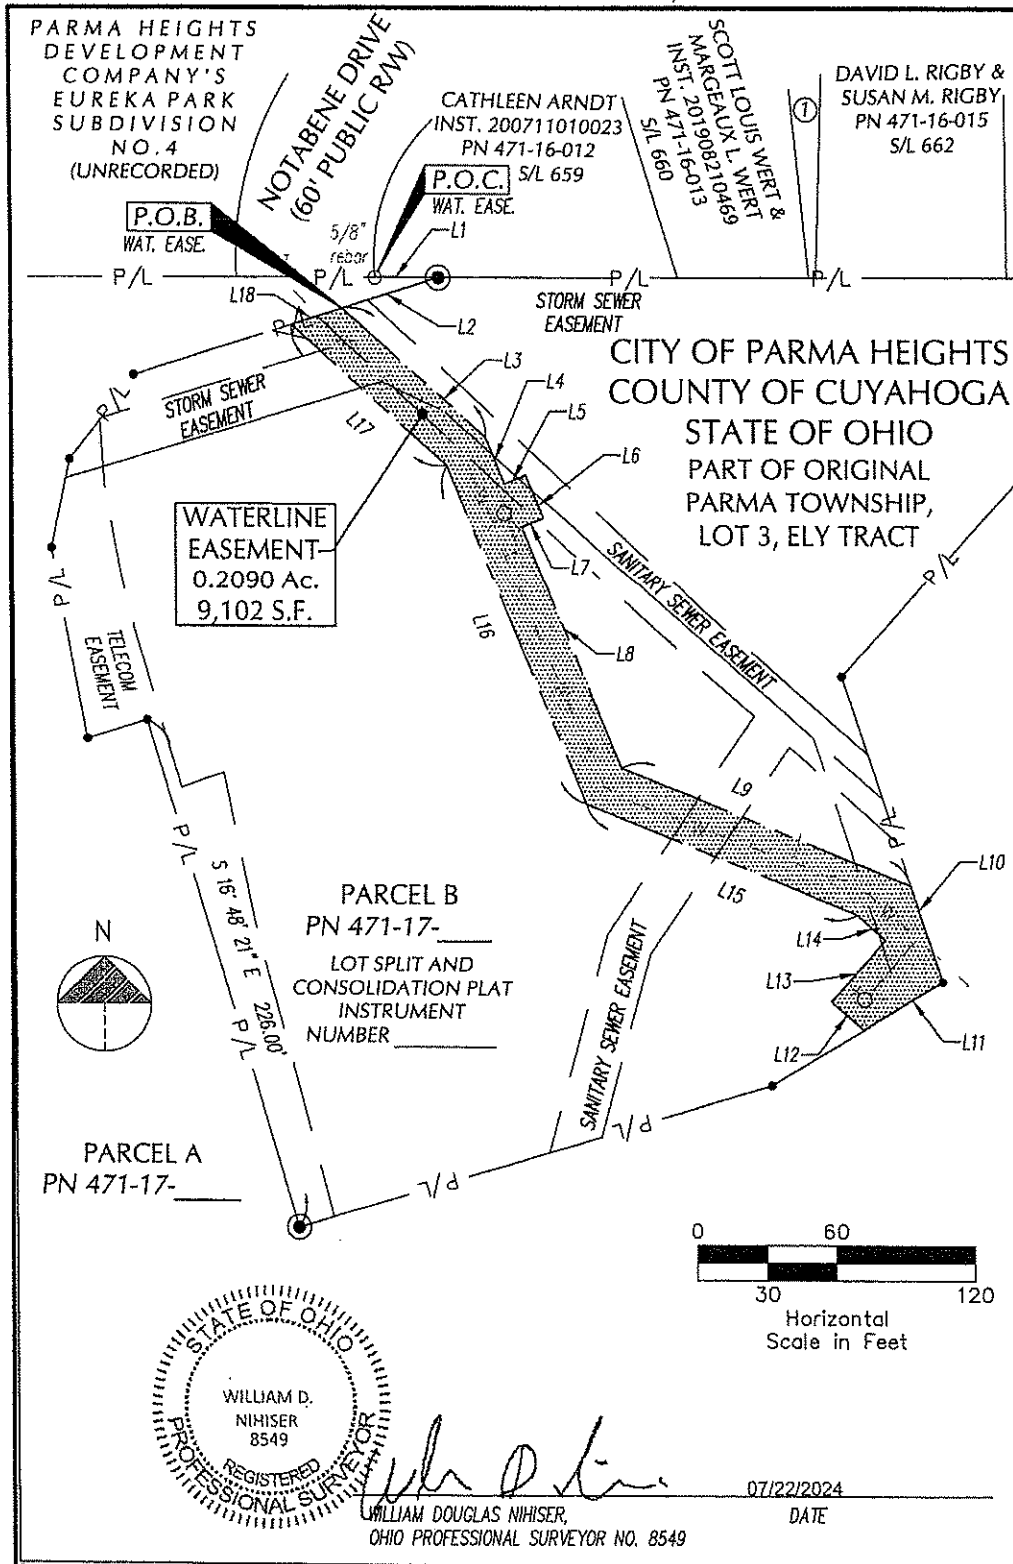 PARMA HEIGHTS
DEVELOPMENT
COMPANY'S
EUREKA PARK
SUBDIVISION
NO.4
(UNRECORDED)
NOTABENE DRIVE
(60' PUBLIC R/W)
CATHLEEN ARNDT
INST. 200711010023
PN 471-16-012
S/L 659
SCOTT LOUIS WERT &
MARGEAUX L. WERT
INST. 201908210469
PN 471-16-013
S/L 660
1
DAVID L. RIGBY &
SUSAN M. RIGBY
PN 471-16-015
S/L 662
P.O.C.
WAT. EASE.
P.O.B.
WAT. EASE.
5/8"
rebar
L1
P/L
P/L
P/L
P/L
L18
L2
STORM SEWER
EASEMENT
CITY OF PARMA HEIGHTS
COUNTY OF CUYAHOGA
STATE OF OHIO
PART OF ORIGINAL
PARMA TOWNSHIP,
LOT 3, ELY TRACT
P/L
STORM SEWER
EASEMENT
L3
L4
L5
L6
L17
WATERLINE
EASEMENT
0.2090 Ac.
9,102 S.F.
L7
SANITARY SEWER EASEMENT
P/L
P/L
TELECOM
EASEMENT
L16
L8
L9
P/L
P/L
S 16° 48' 21" E 226.00'
P/L
L10
L15
L14
L13
L12
L11
PARCEL B
PN 471-17-____
LOT SPLIT AND
CONSOLIDATION PLAT
INSTRUMENT
NUMBER ________
N
SANITARY SEWER EASEMENT
P/L
P/L
PARCEL A
PN 471-17-_____
0 60
30 120
Horizontal
Scale in Feet
STATE OF OHIO
WILLIAM D.
NIHISER
8549
REGISTERED
PROFESSIONAL SURVEYOR
07/22/2024
WILLIAM DOUGLAS NIHISER,
OHIO PROFESSIONAL SURVEYOR NO. 8549
DATE